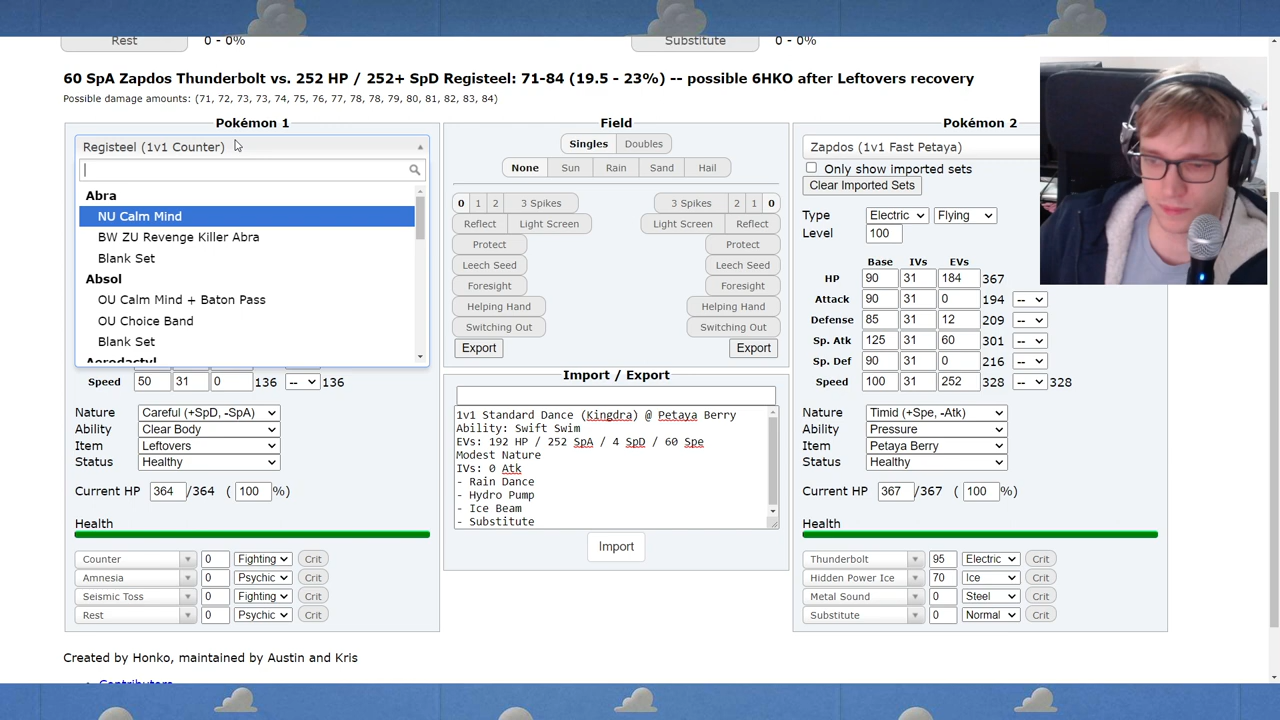 Rest 0 - 0% Substitute 0 - 0%
60 SpA Zapdos Thunderbolt vs. 252 HP / 252+ SpD Registeel: 71-84 (19.5 - 23%) -- possible 6HKO after Leftovers recovery
Possible damage amounts: (71, 72, 73, 73, 74, 75, 76, 77, 78, 78, 79, 80, 81, 82, 83, 84)
Pokémon 1
Registeel (1v1 Counter)
Abra
NU Calm Mind
BW ZU Revenge Killer Abra
Blank Set
Absol
OU Calm Mind + Baton Pass
OU Choice Band
Blank Set
Aerodactyl
Speed 50 31 0 136 -- 136
Nature Careful (+SpD, -SpA)
Ability Clear Body
Item Leftovers
Status Healthy
Current HP 364 /364 ( 100 %)
Health
Counter 0 Fighting Crit
Amnesia 0 Psychic Crit
Seismic Toss 0 Fighting Crit
Rest 0 Psychic Crit
Field
Singles Doubles
None Sun Rain Sand Hail
0 1 2 3 Spikes 3 Spikes 2 1 0
Reflect Light Screen Light Screen Reflect
Protect Protect
Leech Seed Leech Seed
Foresight Foresight
Helping Hand Helping Hand
Switching Out Switching Out
Export Export
Import / Export
1v1 Standard Dance (Kingdra) @ Petaya Berry
Ability: Swift Swim
EVs: 192 HP / 252 SpA / 4 SpD / 60 Spe
Modest Nature
IVs: 0 Atk
- Rain Dance
- Hydro Pump
- Ice Beam
- Substitute
Import
Pokémon 2
Zapdos (1v1 Fast Petaya)
Only show imported sets
Clear Imported Sets
Type Electric Flying
Level 100
Base IVs EVs
HP 90 31 184 367
Attack 90 31 0 194 --
Defense 85 31 12 209 --
Sp. Atk 125 31 60 301 --
Sp. Def 90 31 0 216 --
Speed 100 31 252 328 -- 328
Nature Timid (+Spe, -Atk)
Ability Pressure
Item Petaya Berry
Status Healthy
Current HP 367 /367 ( 100 %)
Health
Thunderbolt 95 Electric Crit
Hidden Power Ice 70 Ice Crit
Metal Sound 0 Steel Crit
Substitute 0 Normal Crit
Created by Honko, maintained by Austin and Kris
Contributors